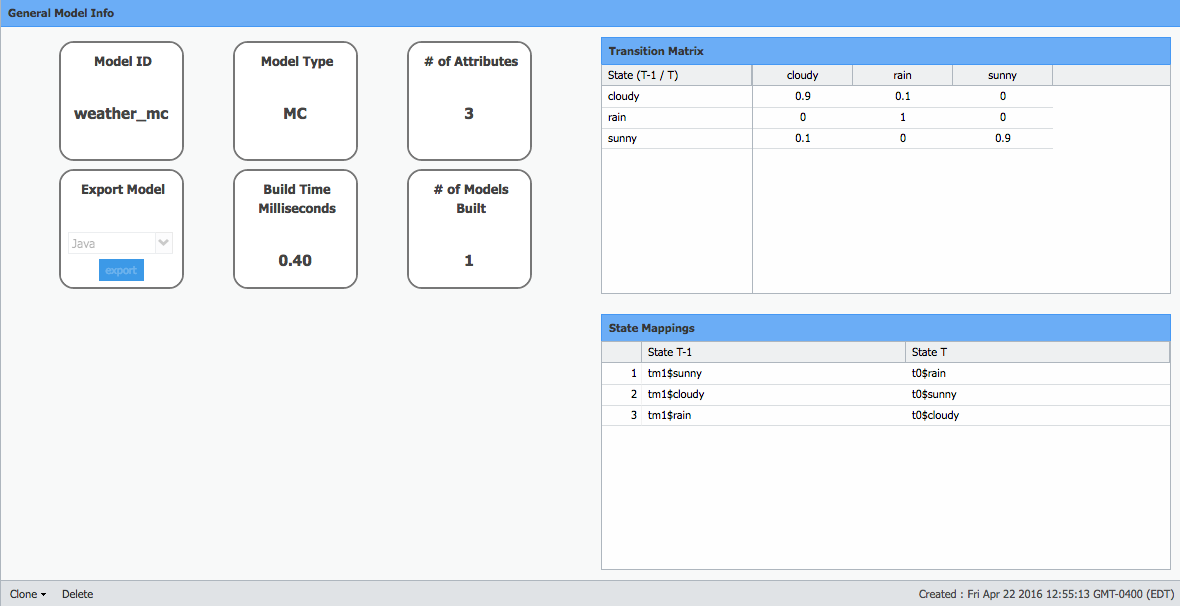 General Model Info
Model ID
weather_mc
Model Type
MC
# of Attributes
3
Export Model
Java
export
Build Time
Milliseconds
0.40
# of Models
Built
1
Transition Matrix
State (T-1 / T) cloudy rain sunny
cloudy 0.9 0.1 0
rain 0 1 0
sunny 0.1 0 0.9
State Mappings
State T-1 State T
1 tm1$sunny t0$rain
2 tm1$cloudy t0$sunny
3 tm1$rain t0$cloudy
Clone Delete Created : Fri Apr 22 2016 12:55:13 GMT-0400 (EDT)